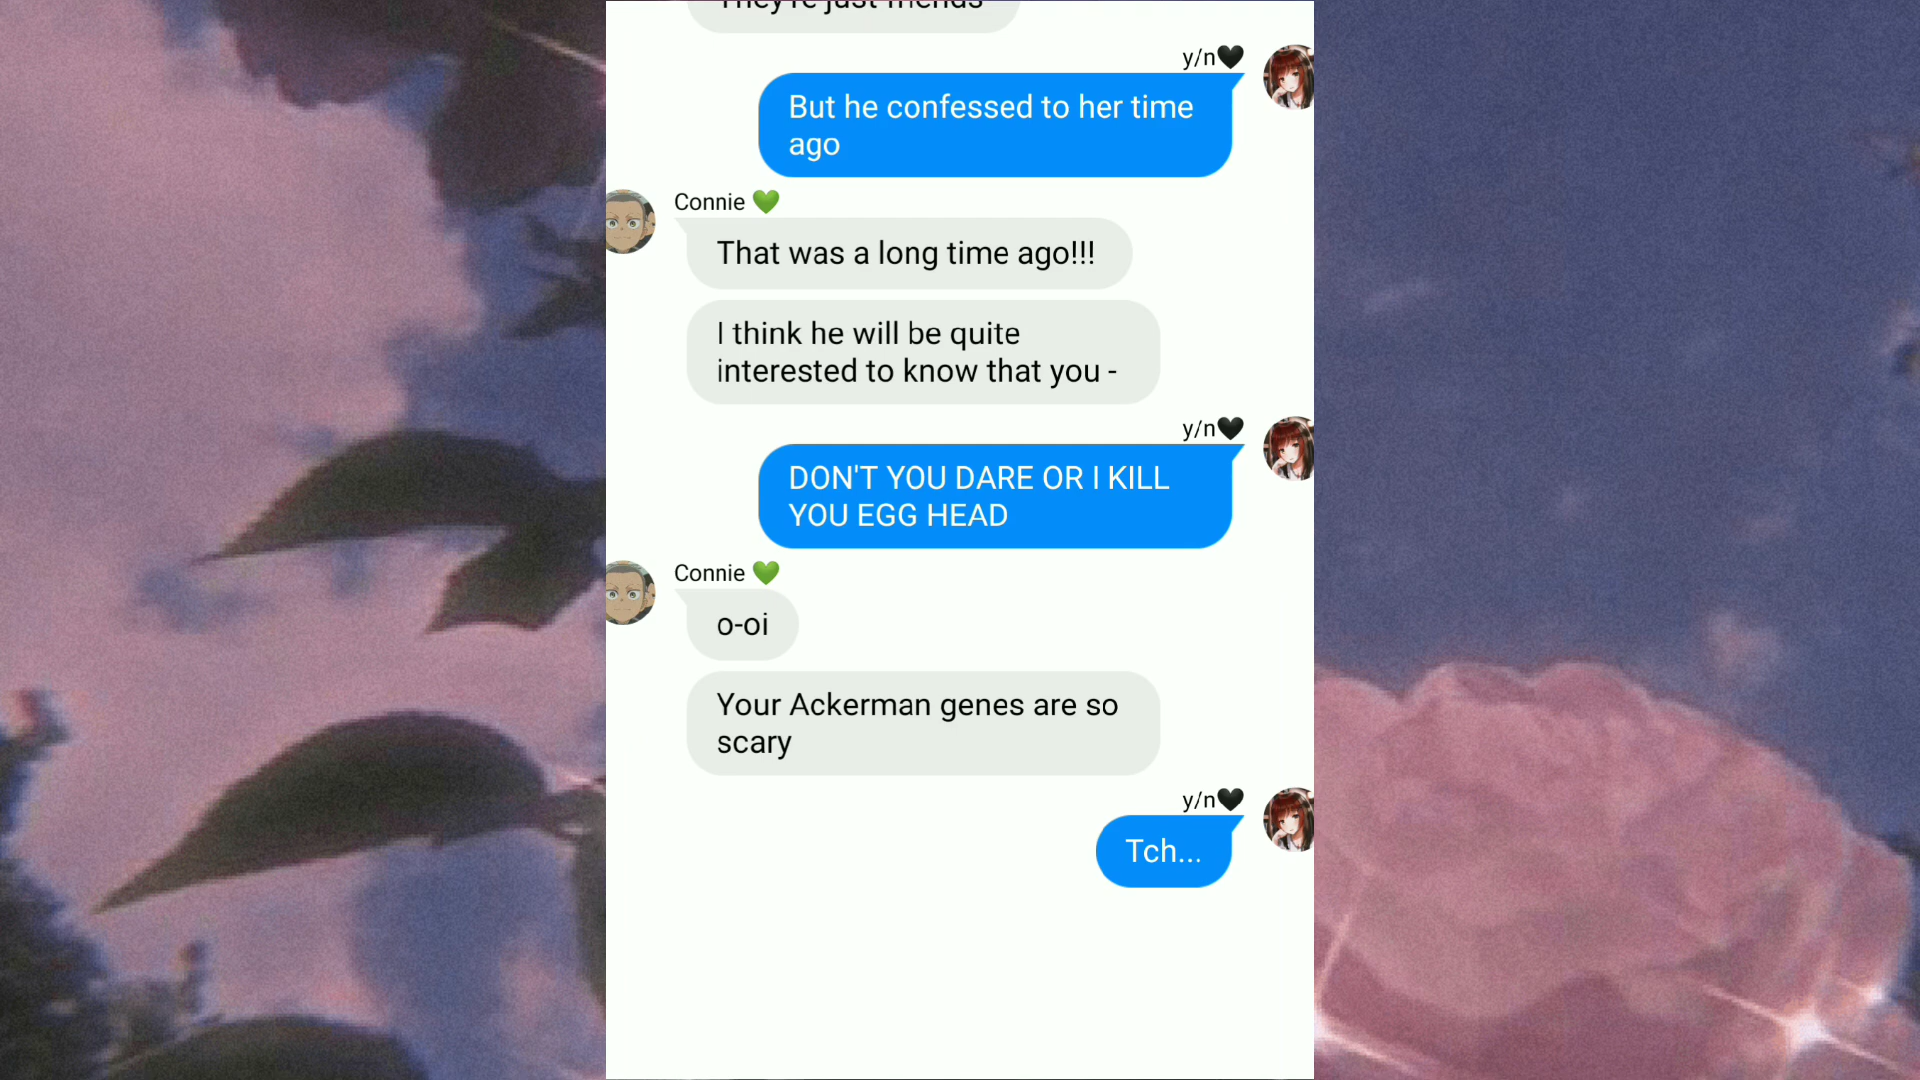 They're just friends
y/n🖤
But he confessed to her time
ago
Connie 💚
That was a long time ago!!!
I think he will be quite
interested to know that you -
y/n🖤
DON'T YOU DARE OR I KILL
YOU EGG HEAD
Connie 💚
o-oi
Your Ackerman genes are so
scary
y/n🖤
Tch...